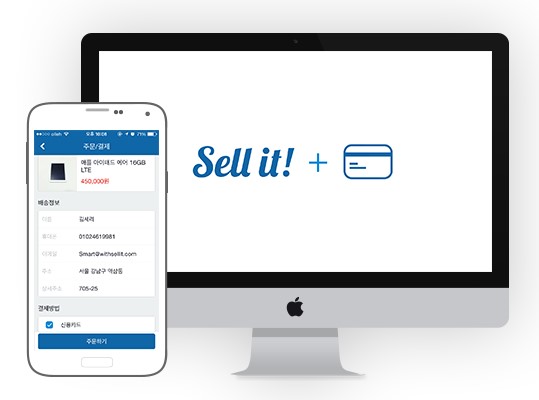 Sell it! +
olleh 오후 16:08 71%
주문/결제
애플 아이패드 에어 16GB
LTE
450,000원
배송정보
이름 김세리
휴대폰 01024619981
이메일 Smart@withsellit.com
주소 서울 강남구 역삼동
상세주소 705-25
결제방법
신용카드
주문하기